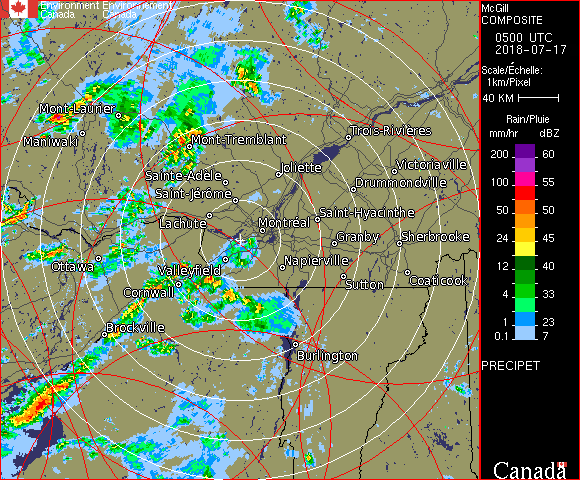 Environment Environnement
Canada Canada
McGill
COMPOSITE
0500 UTC
2018-07-17
Scale/Échelle:
1km/Pixel
40 KM
Rain/Pluie
mm/hr dBZ
200 60
100 55
50 50
24 45
12 40
4 33
1 23
0.1 7
PRECIPET
Canada
Mont-Laurier
Maniwaki
Mont-Tremblant
Trois-Rivières
Joliette
Victoriaville
Sainte-Adèle
Drummondville
Saint-Jérôme
Lachute
Saint-Hyacinthe
Montréal
Granby
Sherbrooke
Ottawa
Valleyfield
Napierville
Coaticook
Cornwall
Sutton
Brockville
Burlington